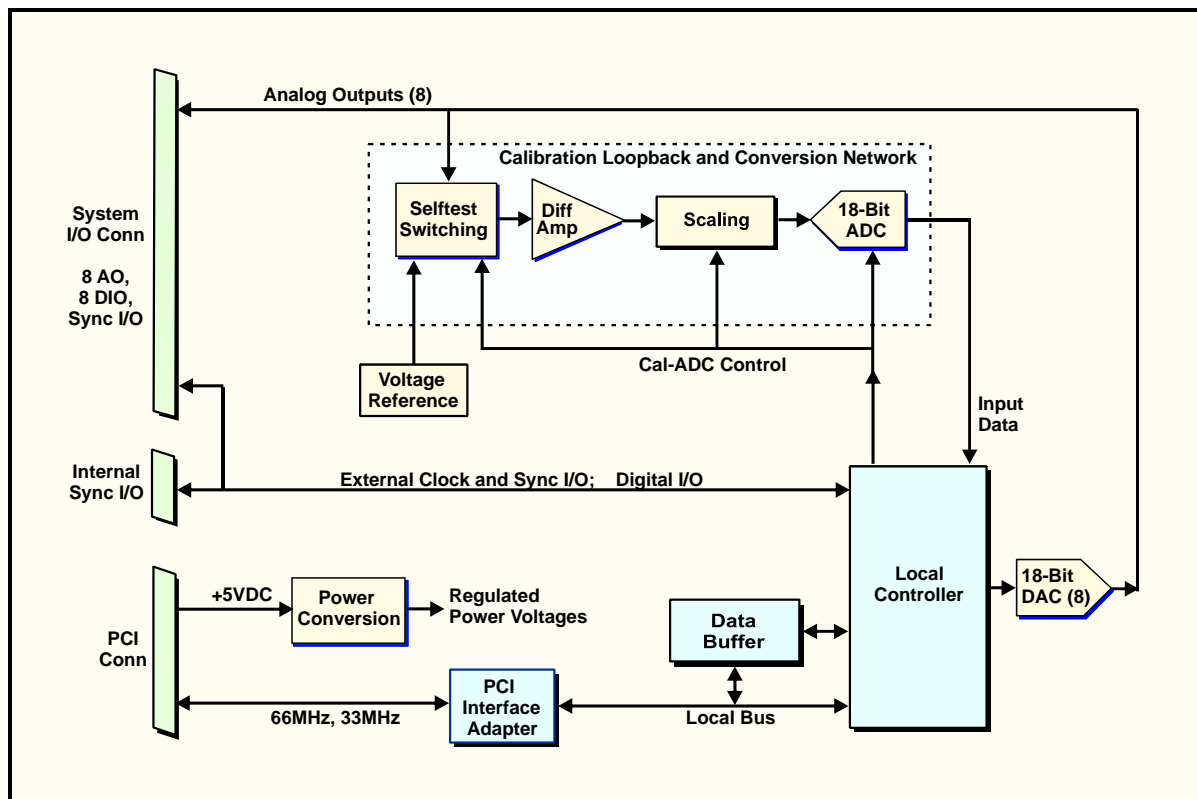 Analog Outputs (8)
Calibration Loopback and Conversion Network
System
I/O Conn
8 AO,
8 DIO,
Sync I/O
Selftest
Switching
Diff
Amp
Scaling
18-Bit
ADC
Voltage
Reference
Cal-ADC Control
Input
Data
Internal
Sync I/O
External Clock and Sync I/O;    Digital I/O
PCI
Conn
+5VDC
Power
Conversion
Regulated
Power Voltages
Data
Buffer
Local
Controller
18-Bit
DAC (8)
66MHz, 33MHz
PCI
Interface
Adapter
Local Bus